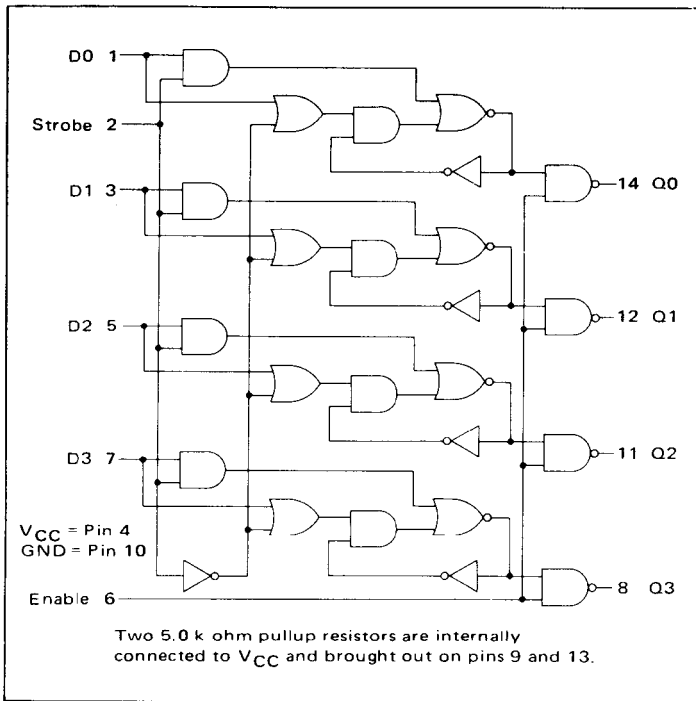 D0 1
Strobe 2
D1 3
14 Q0
12 Q1
D2 5
11 Q2
D3 7
VCC = Pin 4
GND = Pin 10
8 Q3
Enable 6
Two 5.0 k ohm pullup resistors are internally
connected to VCC and brought out on pins 9 and 13.